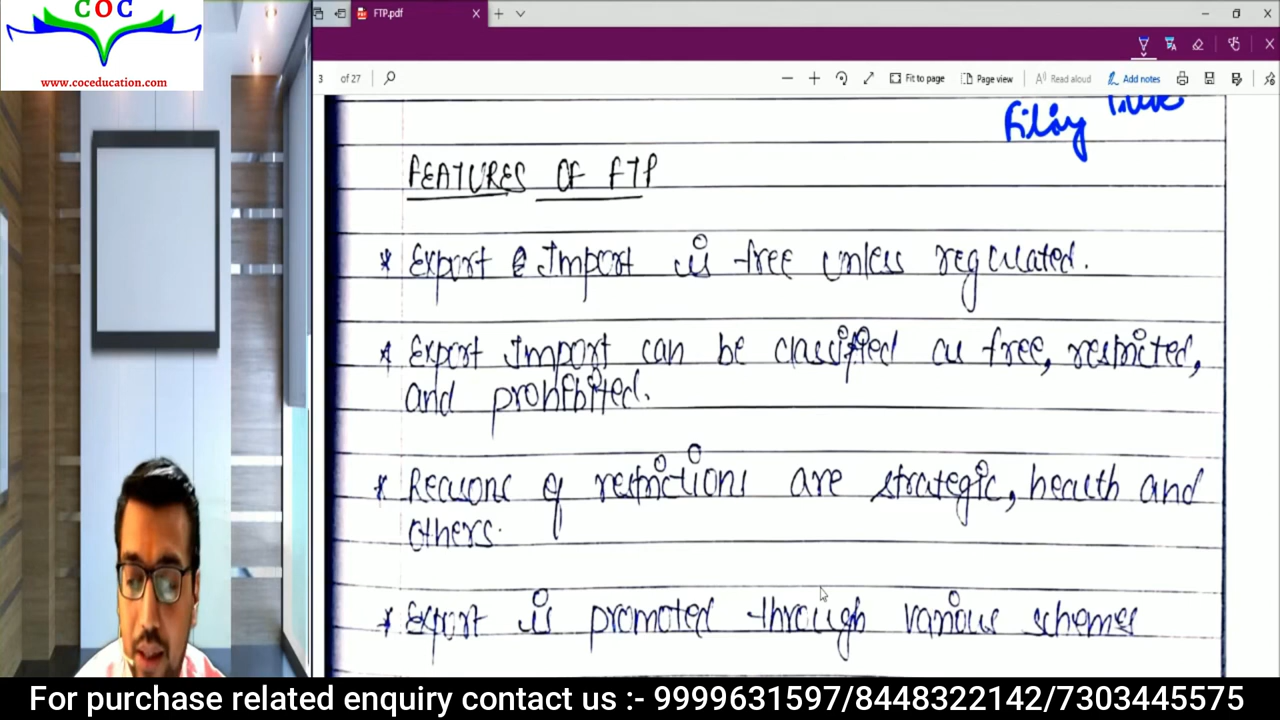 COC
www.coceducation.com
FTP.pdf
3 of 27
Fit to page
Page view
Read aloud
Add notes
Filing
FEATURES OF FTP
* Export & Import is free unless regulated.
* Export Import can be classified as free, restricted,
and prohibited.
* Reasons of restrictions are strategic, health and
others.
* Export is promoted through various schemes
For purchase related enquiry contact us :- 9999631597/8448322142/7303445575